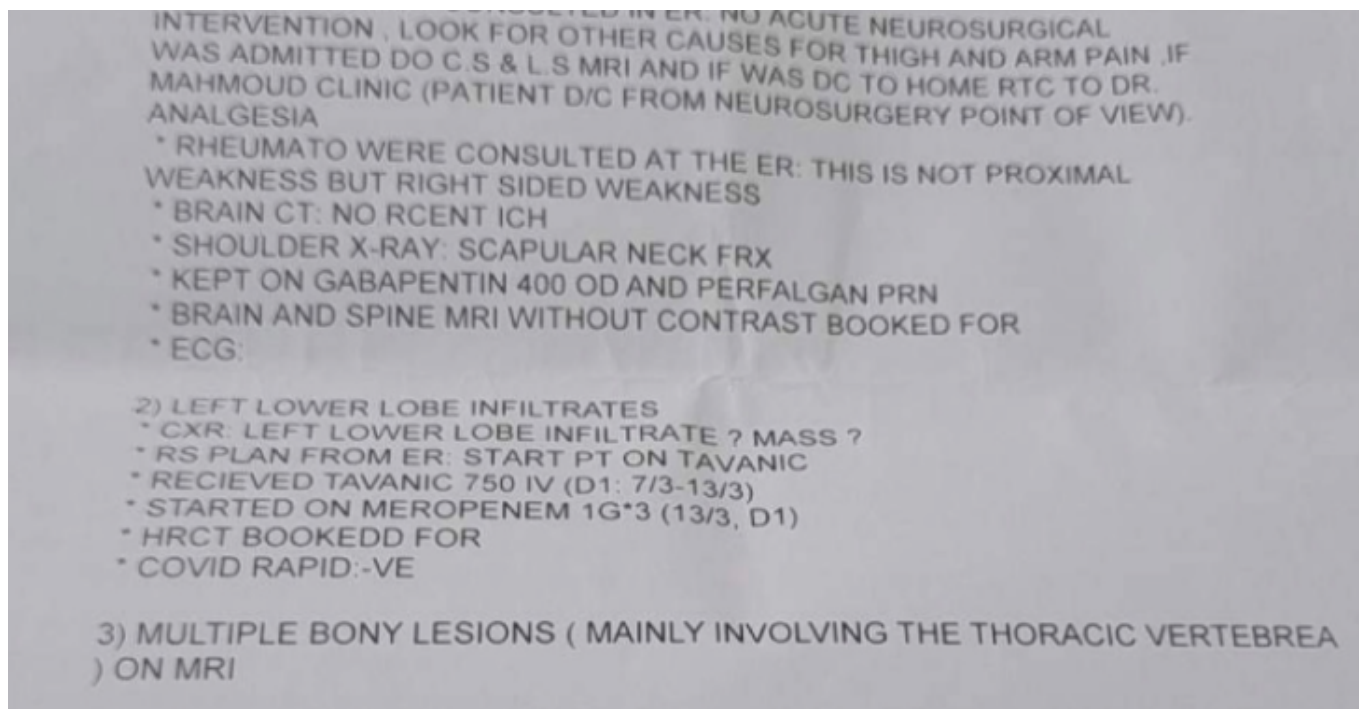 CONSULTED IN ER: NO ACUTE NEUROSURGICAL
INTERVENTION , LOOK FOR OTHER CAUSES FOR THIGH AND ARM PAIN ,IF
WAS ADMITTED DO C.S & L.S MRI AND IF WAS DC TO HOME RTC TO DR.
MAHMOUD CLINIC (PATIENT D/C FROM NEUROSURGERY POINT OF VIEW).
ANALGESIA
* RHEUMATO WERE CONSULTED AT THE ER: THIS IS NOT PROXIMAL
WEAKNESS BUT RIGHT SIDED WEAKNESS
* BRAIN CT: NO RCENT ICH
* SHOULDER X-RAY: SCAPULAR NECK FRX
* KEPT ON GABAPENTIN 400 OD AND PERFALGAN PRN
* BRAIN AND SPINE MRI WITHOUT CONTRAST BOOKED FOR
* ECG:
2) LEFT LOWER LOBE INFILTRATES
* CXR: LEFT LOWER LOBE INFILTRATE ? MASS ?
* RS PLAN FROM ER: START PT ON TAVANIC
* RECIEVED TAVANIC 750 IV (D1: 7/3-13/3)
* STARTED ON MEROPENEM 1G*3 (13/3, D1)
* HRCT BOOKEDD FOR
* COVID RAPID:-VE
3) MULTIPLE BONY LESIONS ( MAINLY INVOLVING THE THORACIC VERTEBREA
) ON MRI